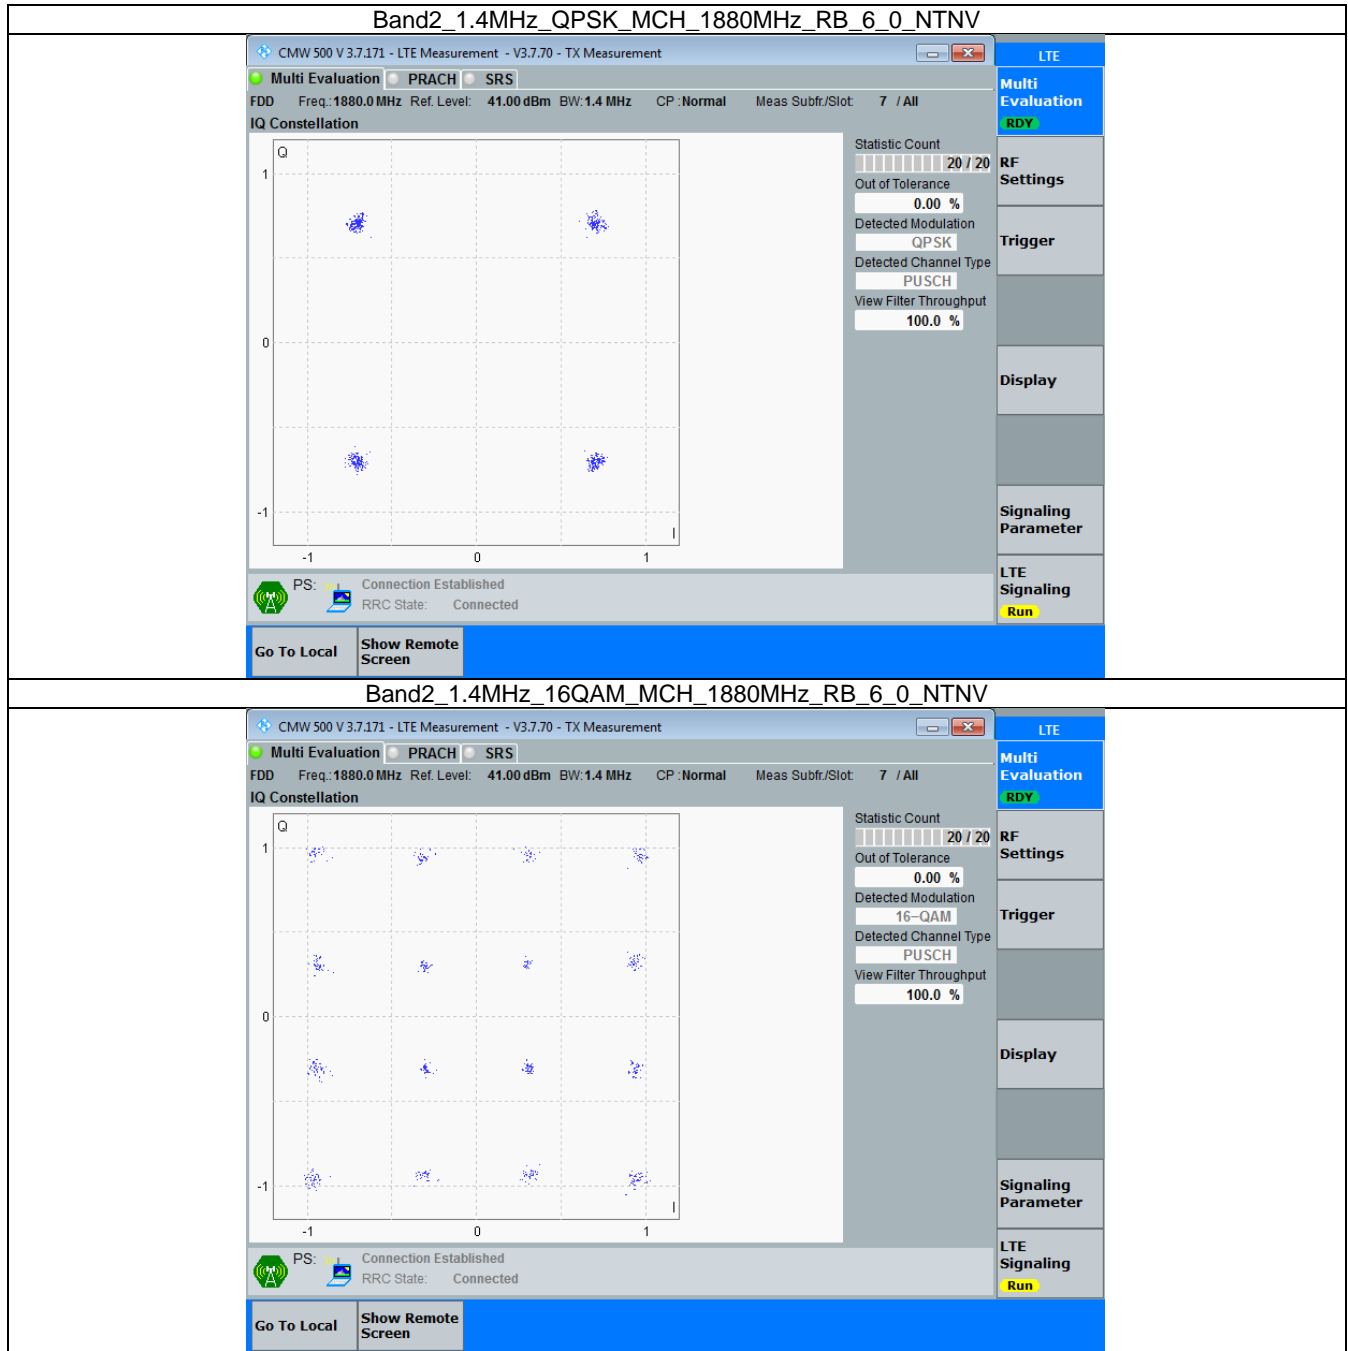 Band2_1.4MHz_QPSK_MCH_1880MHz_RB_6_0_NTNV
CMW 500 V 3.7.171 - LTE Measurement - V3.7.70 - TX Measurement
LTE
Multi Evaluation PRACH SRS
Multi
Evaluation
RDY
FDD Freq.: 1880.0 MHz Ref. Level: 41.00 dBm BW: 1.4 MHz CP : Normal Meas Subfr./Slot: 7 / All
IQ Constellation
Q
1
0
-1
-1
0
1
I
Statistic Count
20 / 20
Out of Tolerance
0.00 %
Detected Modulation
QPSK
Detected Channel Type
PUSCH
View Filter Throughput
100.0 %
RF
Settings
Trigger
Display
Signaling
Parameter
LTE
Signaling
Run
PS: Connection Established
RRC State: Connected
Go To Local
Show Remote
Screen
Band2_1.4MHz_16QAM_MCH_1880MHz_RB_6_0_NTNV
CMW 500 V 3.7.171 - LTE Measurement - V3.7.70 - TX Measurement
LTE
Multi Evaluation PRACH SRS
Multi
Evaluation
RDY
FDD Freq.: 1880.0 MHz Ref. Level: 41.00 dBm BW: 1.4 MHz CP : Normal Meas Subfr./Slot: 7 / All
IQ Constellation
Q
1
0
-1
-1
0
1
I
Statistic Count
20 / 20
Out of Tolerance
0.00 %
Detected Modulation
16-QAM
Detected Channel Type
PUSCH
View Filter Throughput
100.0 %
RF
Settings
Trigger
Display
Signaling
Parameter
LTE
Signaling
Run
PS: Connection Established
RRC State: Connected
Go To Local
Show Remote
Screen